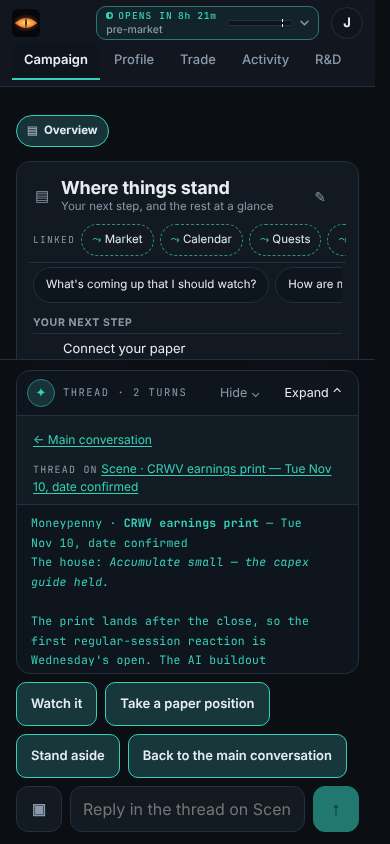 OPENS IN 8h 21m
pre-market
J
Campaign Profile Trade Activity R&D
Overview
Where things stand
Your next step, and the rest at a glance
LINKED Market Calendar Quests
What's coming up that I should watch? How are
YOUR NEXT STEP
Connect your paper
THREAD · 2 TURNS Hide Expand
← Main conversation
THREAD ON Scene · CRWV earnings print — Tue Nov
10, date confirmed
Moneypenny · CRWV earnings print — Tue
Nov 10, date confirmed
The house: Accumulate small — the capex
guide held.
The print lands after the close, so the
first regular-session reaction is
Wednesday's open. The AI buildout
Watch it Take a paper position
Stand aside Back to the main conversation
Reply in the thread on Scen